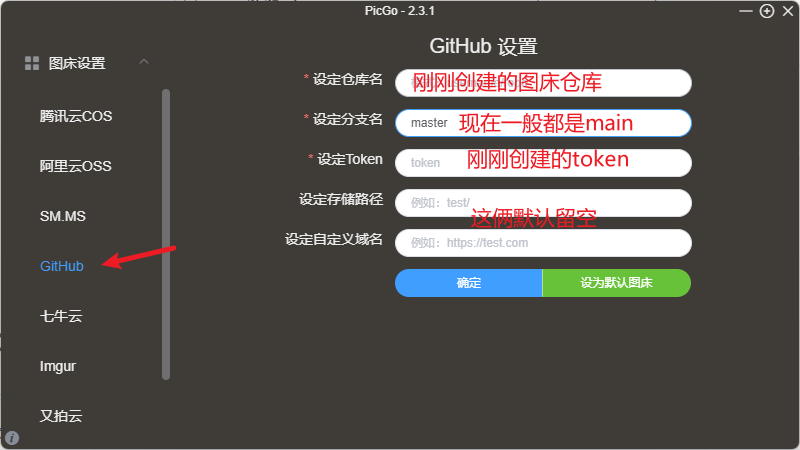 PicGo - 2.3.1
图床设置
腾讯云COS
阿里云OSS
SM.MS
GitHub
七牛云
Imgur
又拍云
GitHub 设置
* 设定仓库名
刚刚创建的图床仓库
* 设定分支名
master 现在一般都是main
* 设定Token
token 刚刚创建的token
设定存储路径
例如：test/
这俩默认留空
设定自定义域名
例如：https://test.com
确定
设为默认图床